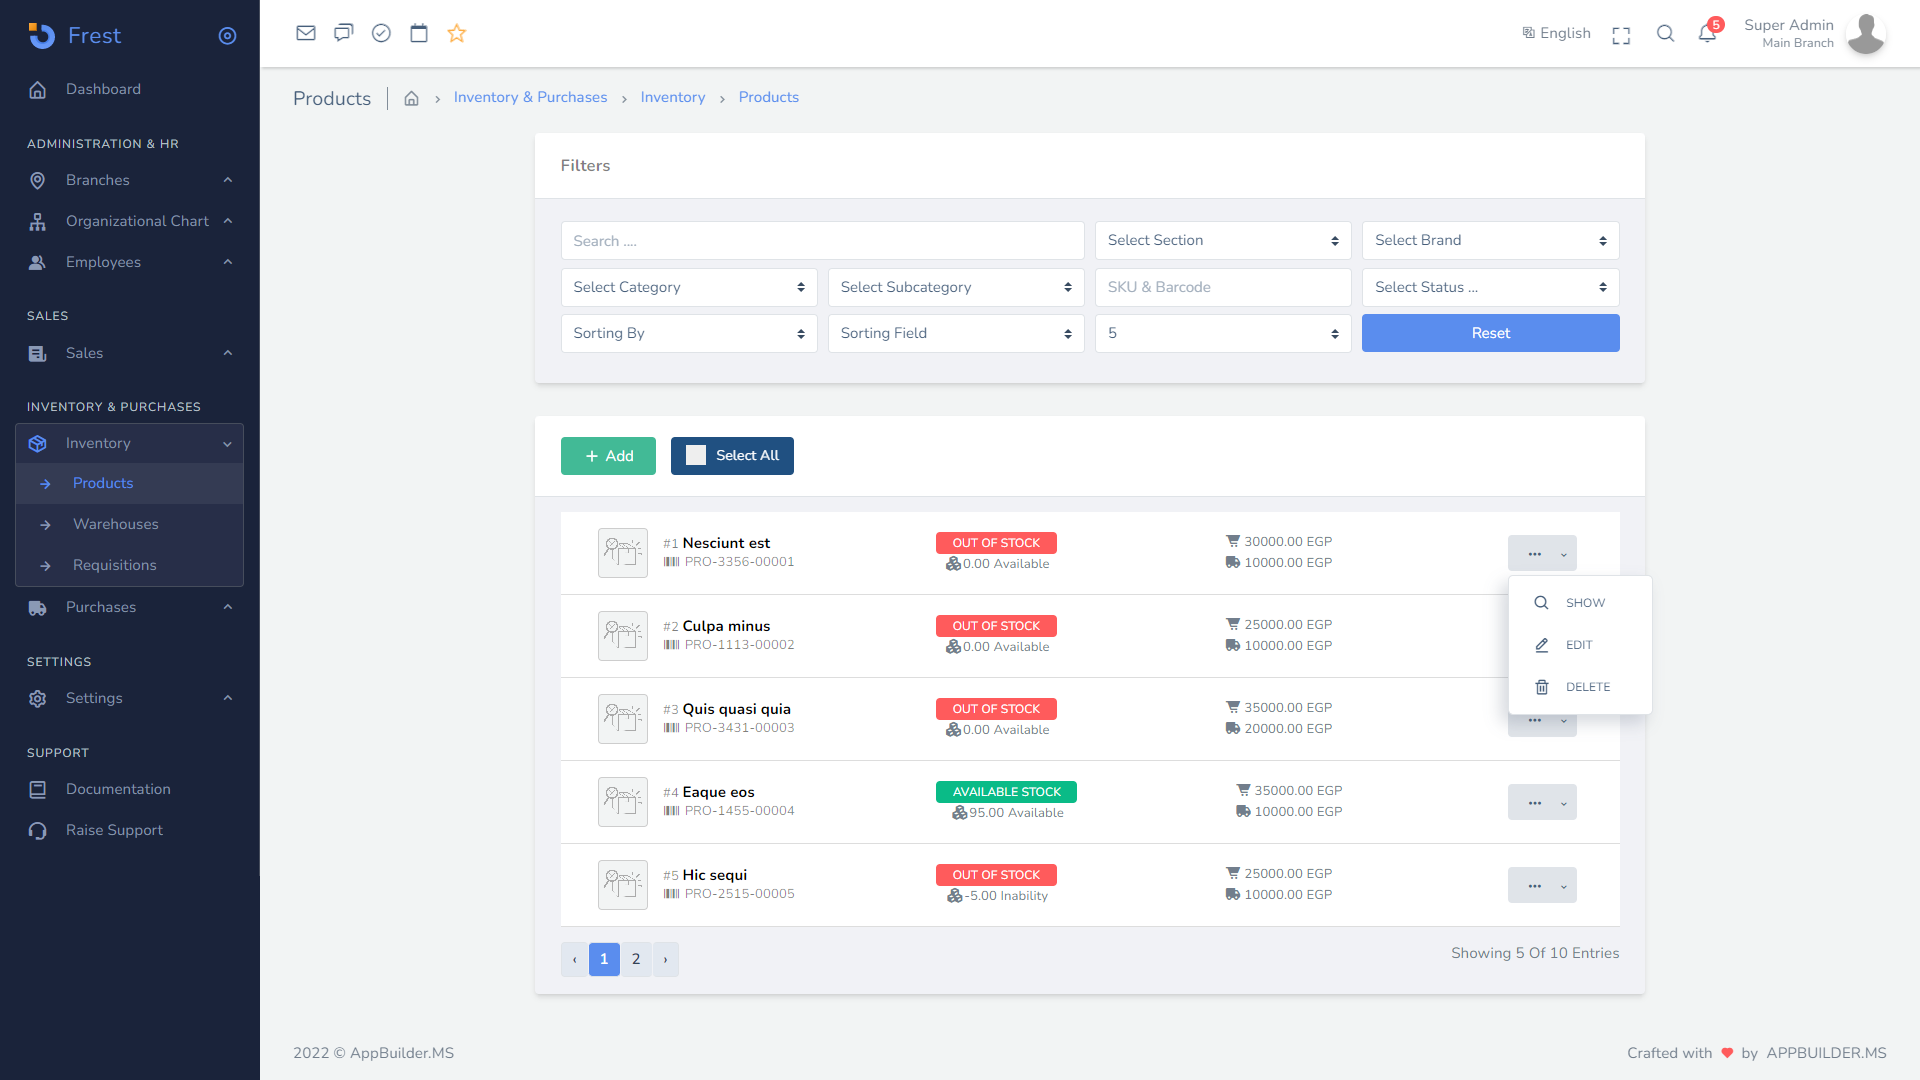 Frest
Dashboard
ADMINISTRATION & HR
Branches
Organizational Chart
Employees
SALES
Sales
INVENTORY & PURCHASES
Inventory
Products
Warehouses
Requisitions
Purchases
SETTINGS
Settings
SUPPORT
Documentation
Raise Support
English
5
Super Admin
Main Branch
Products
Inventory & Purchases
Inventory
Products
Filters
Search ....
Select Section
Select Brand
Select Category
Select Subcategory
SKU & Barcode
Select Status ...
Sorting By
Sorting Field
5
Reset
+ Add
Select All
#1 Nesciunt est
PRO-3356-00001
OUT OF STOCK
0.00 Available
30000.00 EGP
10000.00 EGP
SHOW
EDIT
DELETE
#2 Culpa minus
PRO-1113-00002
OUT OF STOCK
0.00 Available
25000.00 EGP
10000.00 EGP
#3 Quis quasi quia
PRO-3431-00003
OUT OF STOCK
0.00 Available
35000.00 EGP
20000.00 EGP
#4 Eaque eos
PRO-1455-00004
AVAILABLE STOCK
95.00 Available
35000.00 EGP
10000.00 EGP
#5 Hic sequi
PRO-2515-00005
OUT OF STOCK
-5.00 Inability
25000.00 EGP
10000.00 EGP
‹ 1 2 ›
Showing 5 Of 10 Entries
2022 © AppBuilder.MS
Crafted with ❤ by APPBUILDER.MS